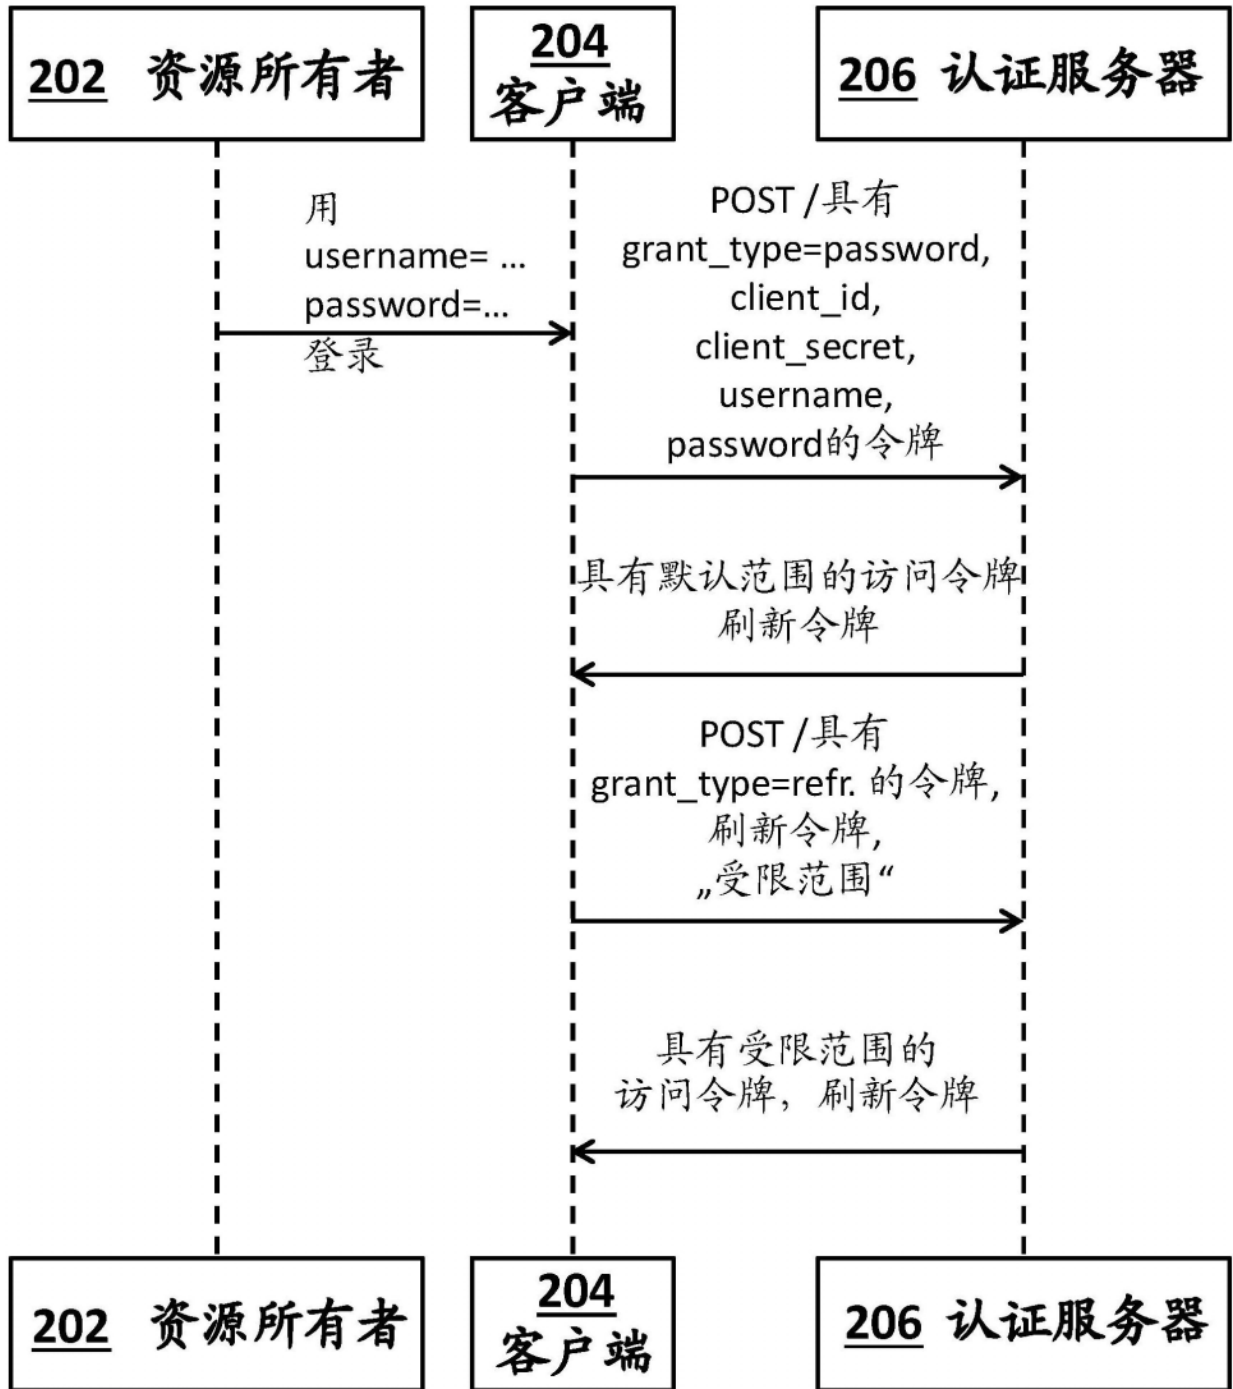 202 资源所有者
204
客户端
206 认证服务器
用
username= ...
password=...
登录
POST /具有
grant_type=password,
client_id,
client_secret,
username,
password的令牌
具有默认范围的访问令牌
刷新令牌
POST /具有
grant_type=refr. 的令牌,
刷新令牌,
„受限范围“
具有受限范围的
访问令牌，刷新令牌
202 资源所有者
204
客户端
206 认证服务器